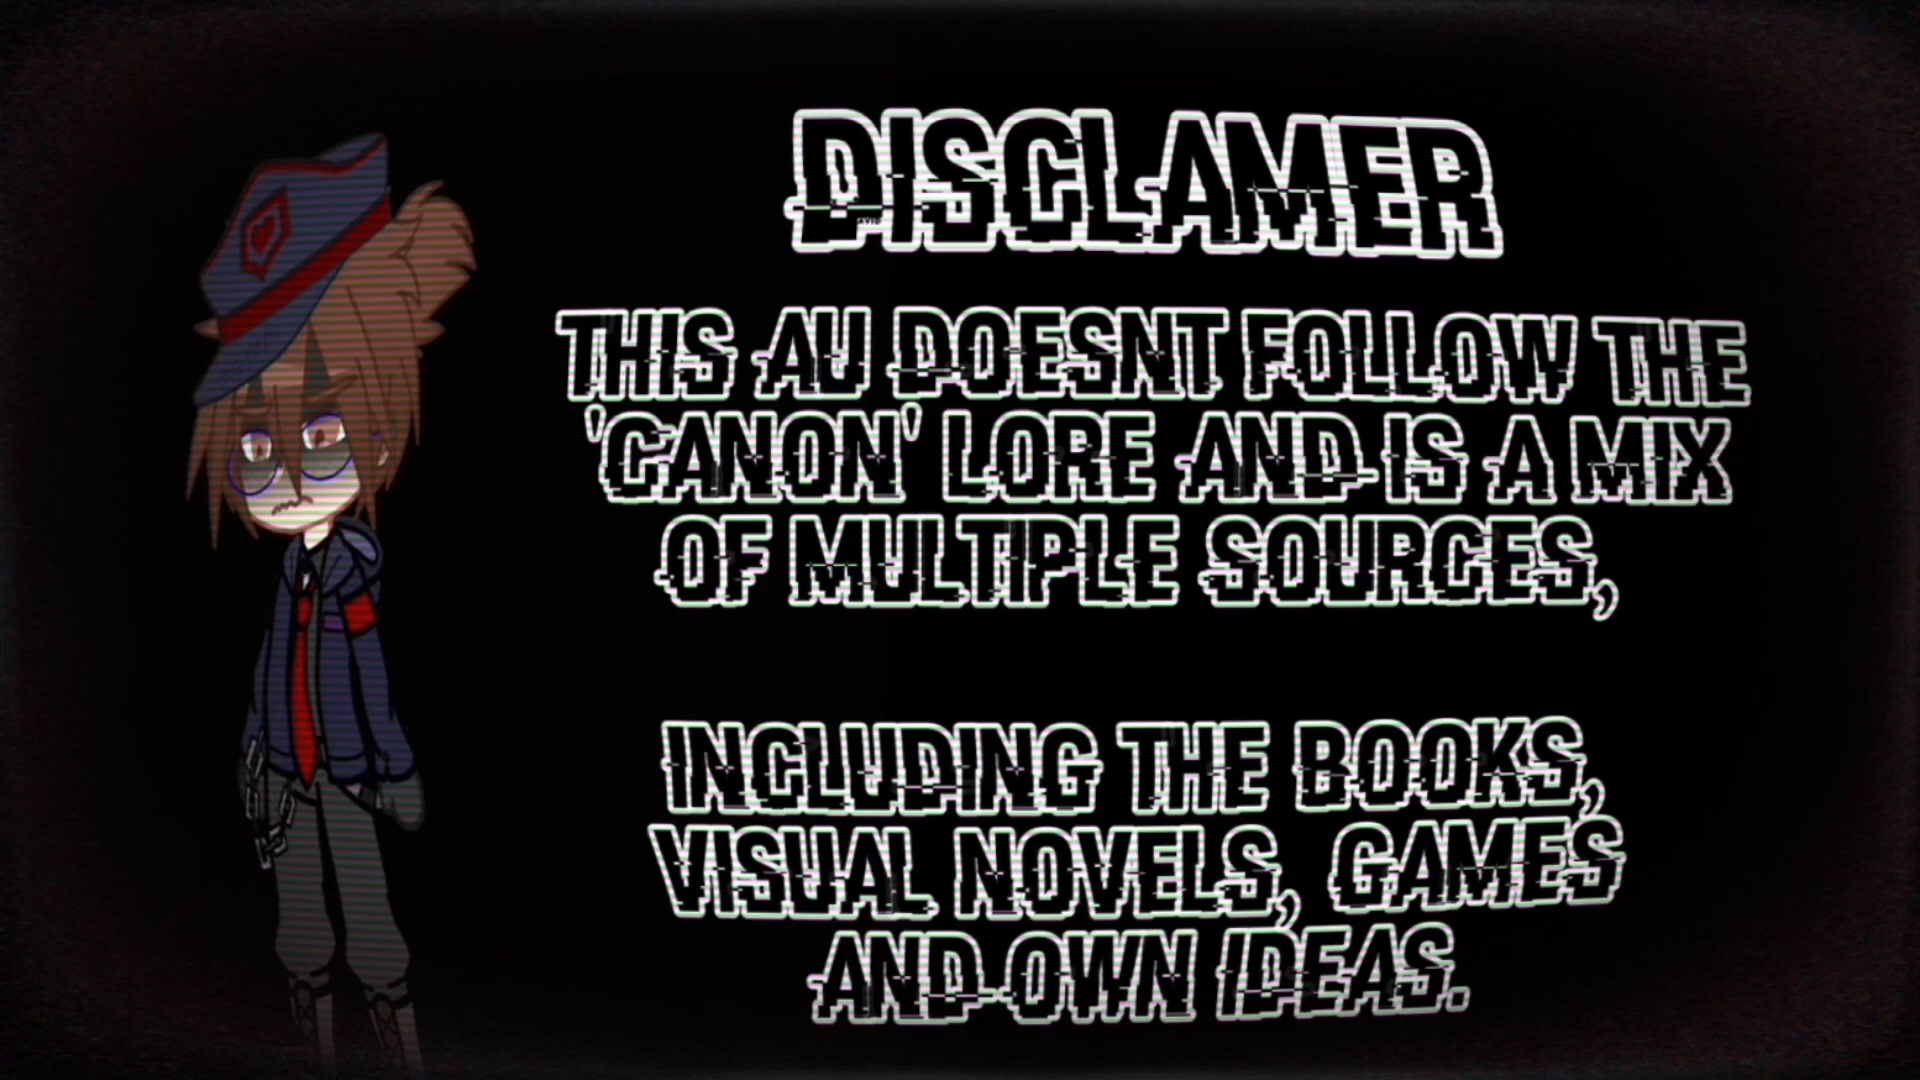 DISCLAMER
THIS AU DOESNT FOLLOW THE
'CANON' LORE AND IS A MIX
OF MULTIPLE SOURCES,
INCLUDING THE BOOKS,
VISUAL NOVELS, GAMES
AND OWN IDEAS.